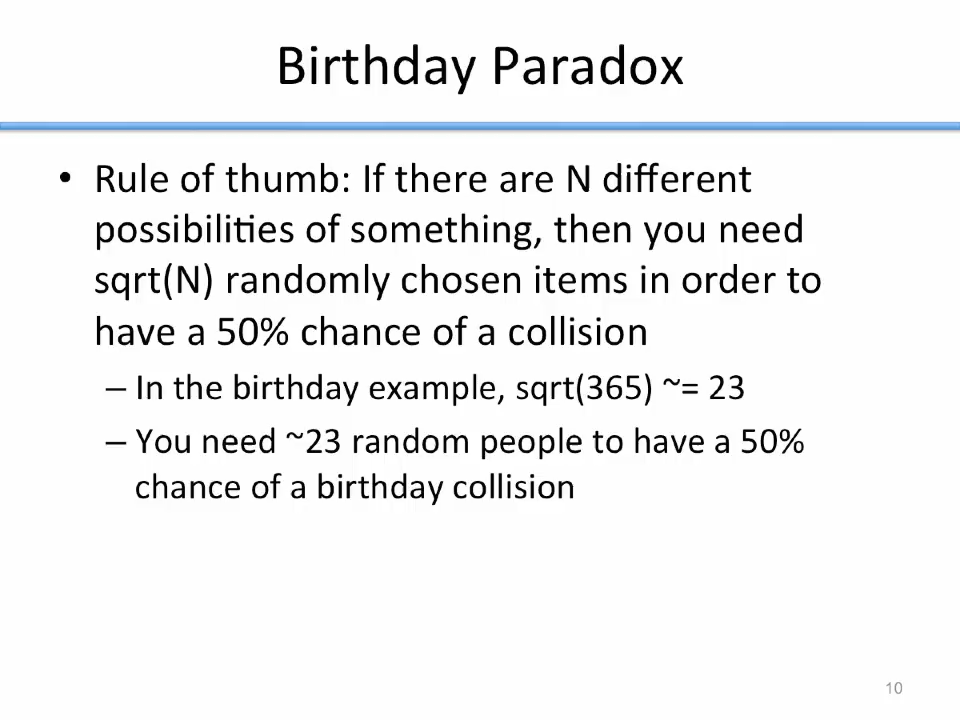 Birthday Paradox
• Rule of thumb: If there are N different
possibilities of something, then you need
sqrt(N) randomly chosen items in order to
have a 50% chance of a collision
– In the birthday example, sqrt(365) ~= 23
– You need ~23 random people to have a 50%
chance of a birthday collision
10